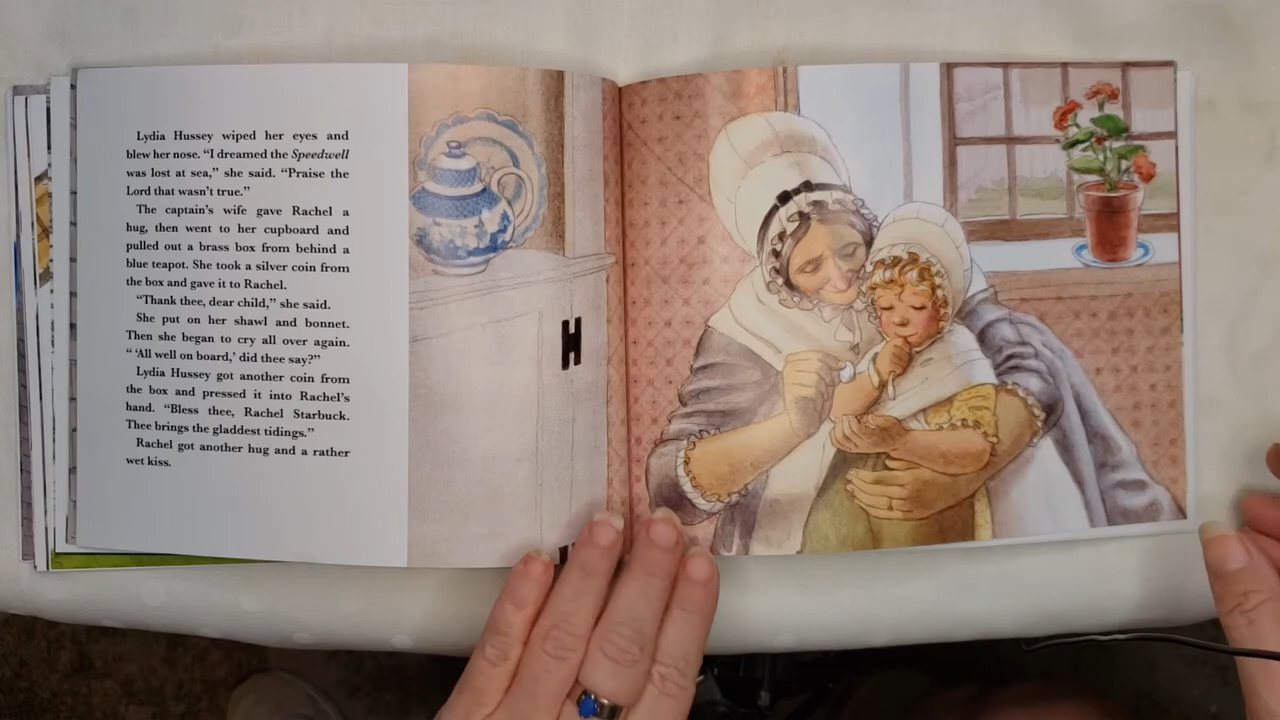 Lydia Hussey wiped her eyes and
blew her nose. “I dreamed the Speedwell
was lost at sea,” she said. “Praise the
Lord that wasn’t true.”
The captain’s wife gave Rachel a
hug, then went to her cupboard and
pulled out a brass box from behind a
blue teapot. She took a silver coin from
the box and gave it to Rachel.
“Thank thee, dear child,” she said.
She put on her shawl and bonnet.
Then she began to cry all over again.
“ ‘All well on board,’ did thee say?”
Lydia Hussey got another coin from
the box and pressed it into Rachel’s
hand. “Bless thee, Rachel Starbuck.
Thee brings the gladdest tidings.”
Rachel got another hug and a rather
wet kiss.